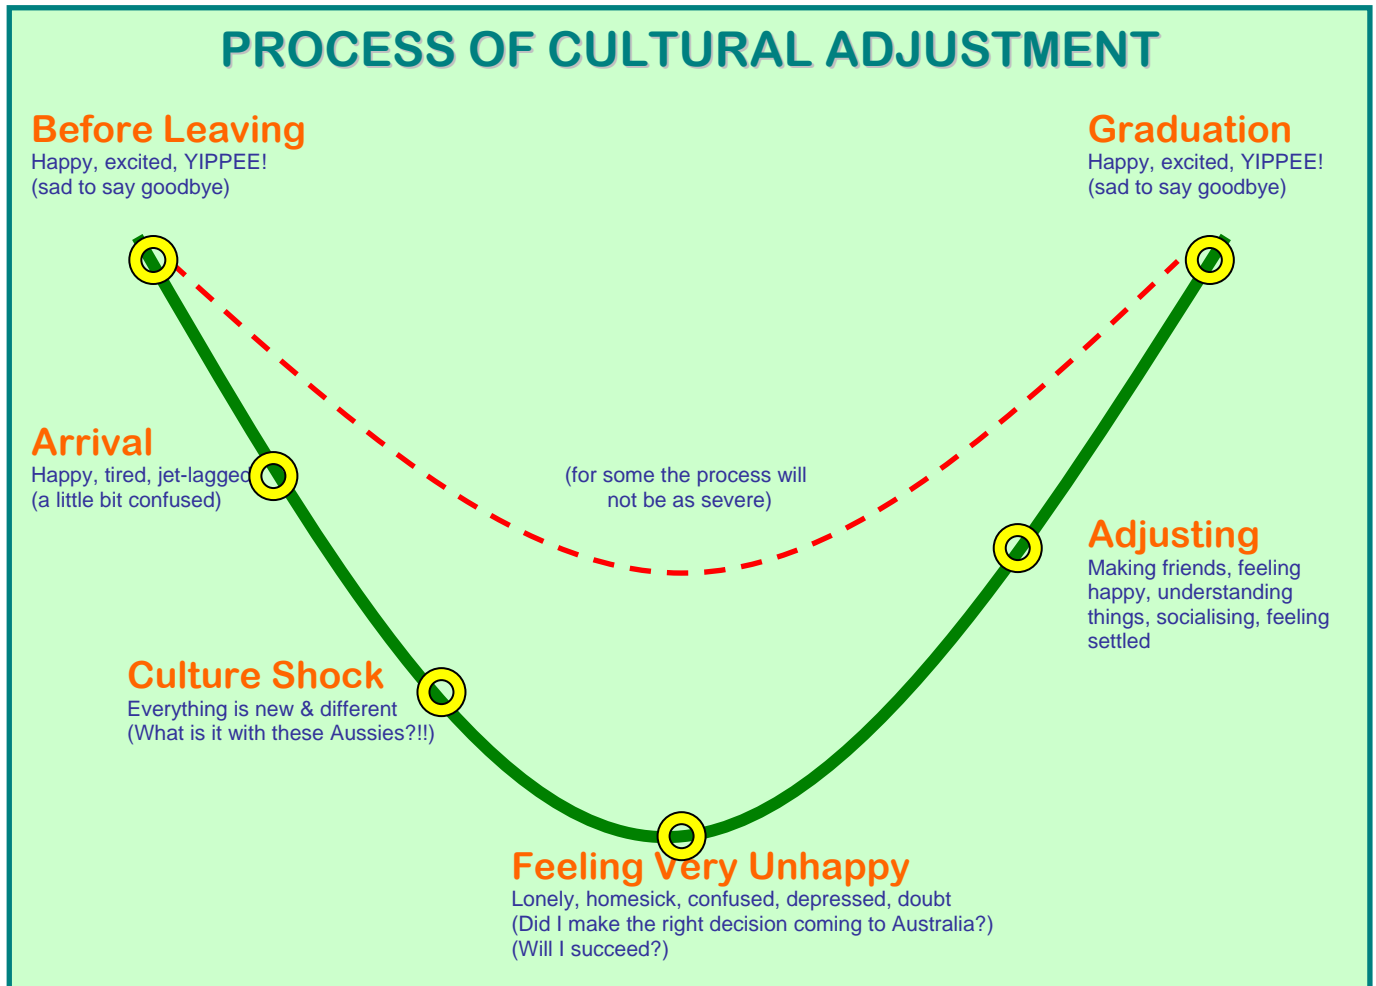 PROCESS OF CULTURAL ADJUSTMENT
Before Leaving
Happy, excited, YIPPEE!
(sad to say goodbye)
Graduation
Happy, excited, YIPPEE!
(sad to say goodbye)
Arrival
Happy, tired, jet-lagged
(a little bit confused)
(for some the process will
not be as severe)
Adjusting
Making friends, feeling
happy, understanding
things, socialising, feeling
settled
Culture Shock
Everything is new & different
(What is it with these Aussies?!!)
Feeling Very Unhappy
Lonely, homesick, confused, depressed, doubt
(Did I make the right decision coming to Australia?)
(Will I succeed?)